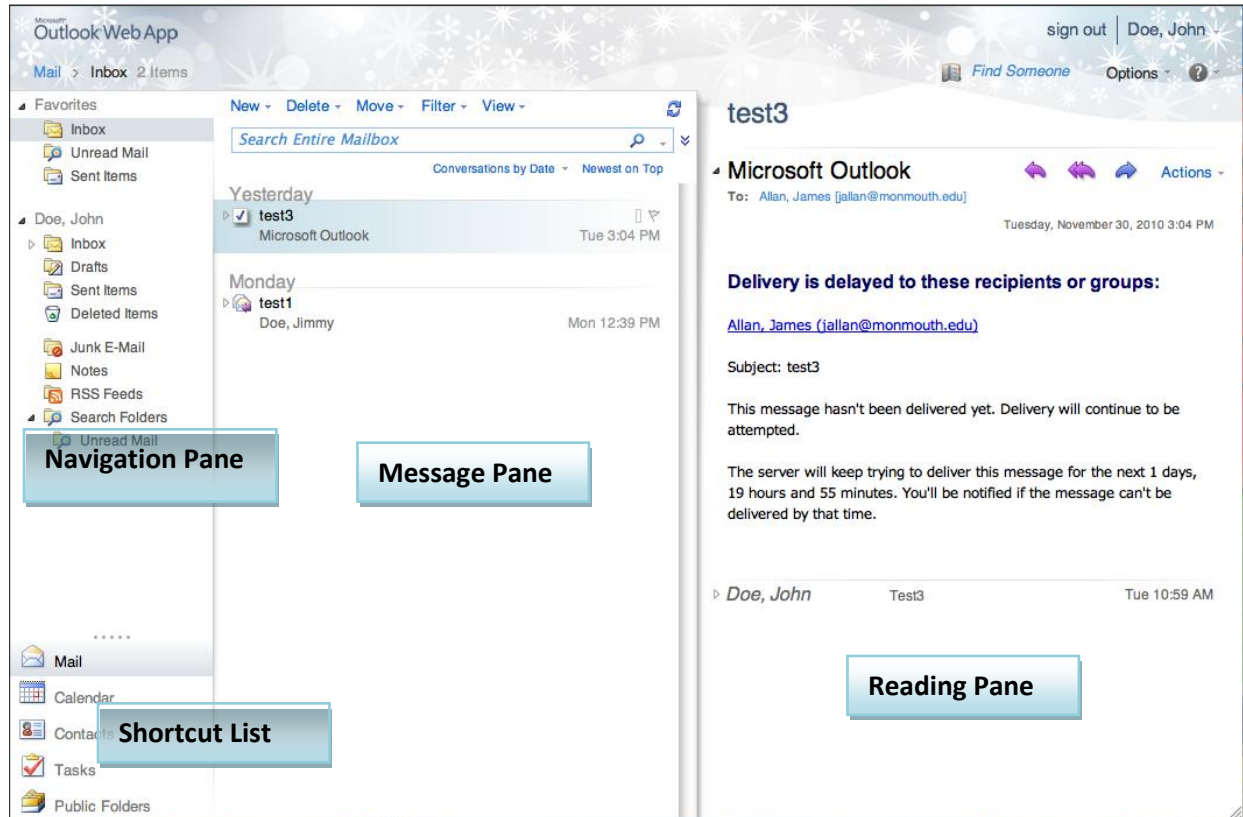 Microsoft
Outlook Web App
sign out | Doe, John
Mail > Inbox 2 Items
Find Someone
Options
Favorites
Inbox
Unread Mail
Sent Items
Doe, John
Inbox
Drafts
Sent Items
Deleted Items
Junk E-Mail
Notes
RSS Feeds
Search Folders
Unread Mail
Navigation Pane
Mail
Calendar
Contacts
Shortcut List
Tasks
Public Folders
New Delete Move Filter View
Search Entire Mailbox
Conversations by Date Newest on Top
Yesterday
test3
Microsoft Outlook Tue 3:04 PM
Monday
test1
Doe, Jimmy Mon 12:39 PM
Message Pane
test3
Microsoft Outlook Actions
To: Allan, James [jallan@monmouth.edu]
Tuesday, November 30, 2010 3:04 PM
Delivery is delayed to these recipients or groups:
Allan, James (jallan@monmouth.edu)
Subject: test3
This message hasn't been delivered yet. Delivery will continue to be
attempted.
The server will keep trying to deliver this message for the next 1 days,
19 hours and 55 minutes. You'll be notified if the message can't be
delivered by that time.
Doe, John Test3 Tue 10:59 AM
Reading Pane